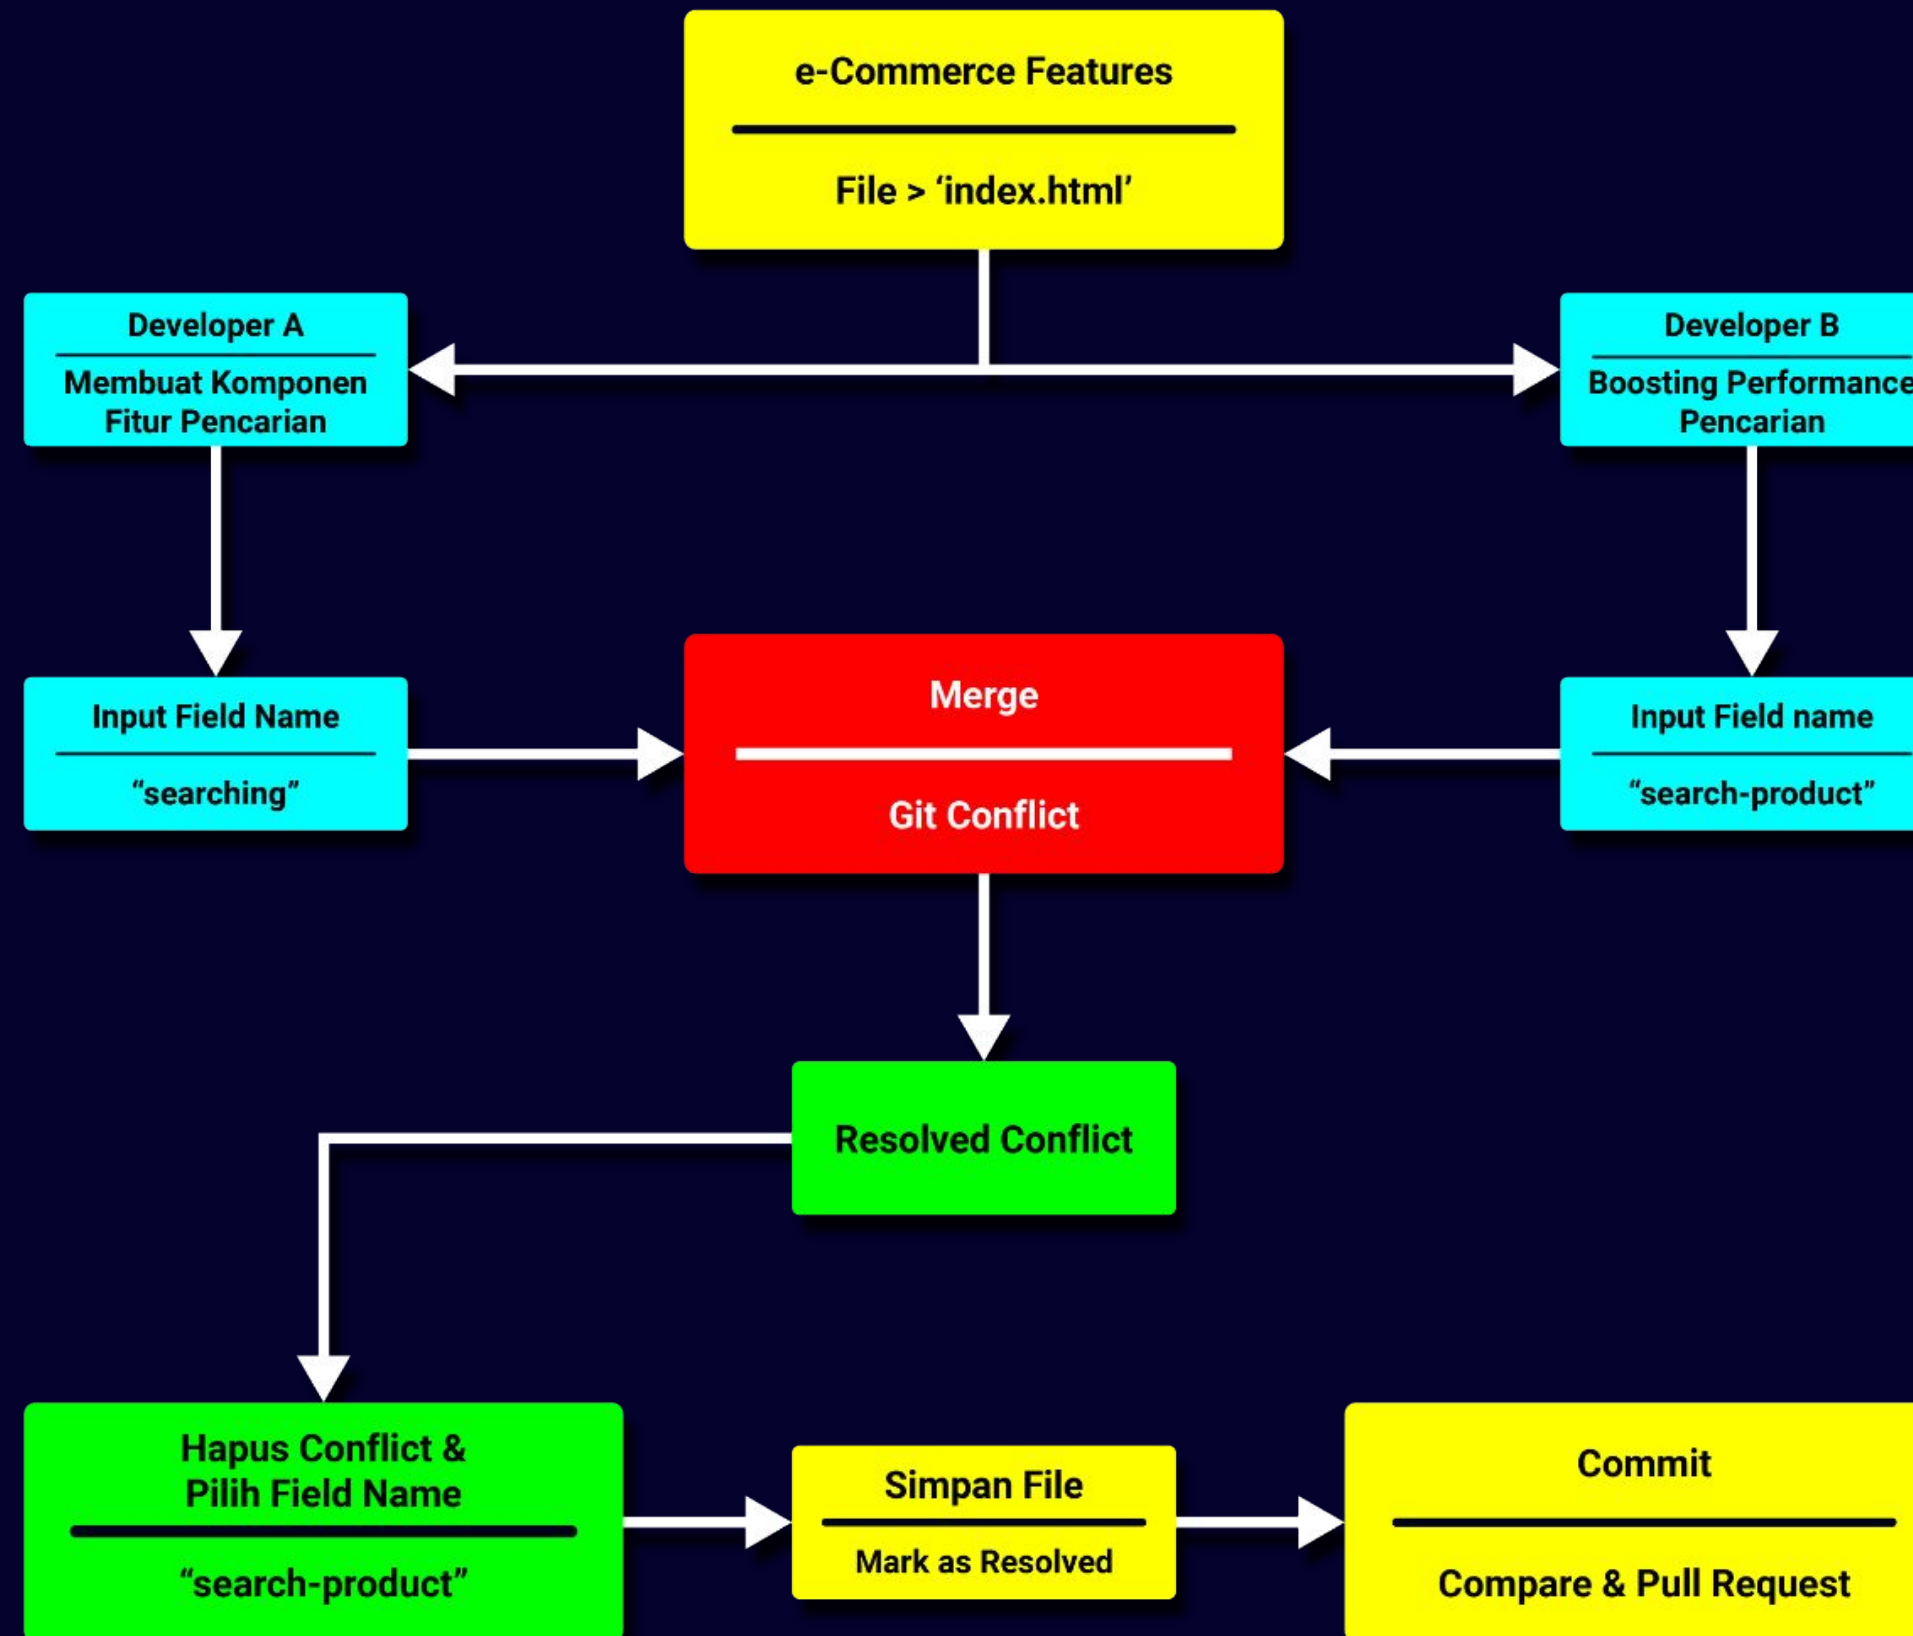 e-Commerce Features
File > ‘index.html’
Developer A
Membuat Komponen
Fitur Pencarian
Developer B
Boosting Performance
Pencarian
Input Field Name
“searching”
Merge
Git Conflict
Input Field name
“search-product”
Resolved Conflict
Hapus Conflict &
Pilih Field Name
“search-product”
Simpan File
Mark as Resolved
Commit
Compare & Pull Request